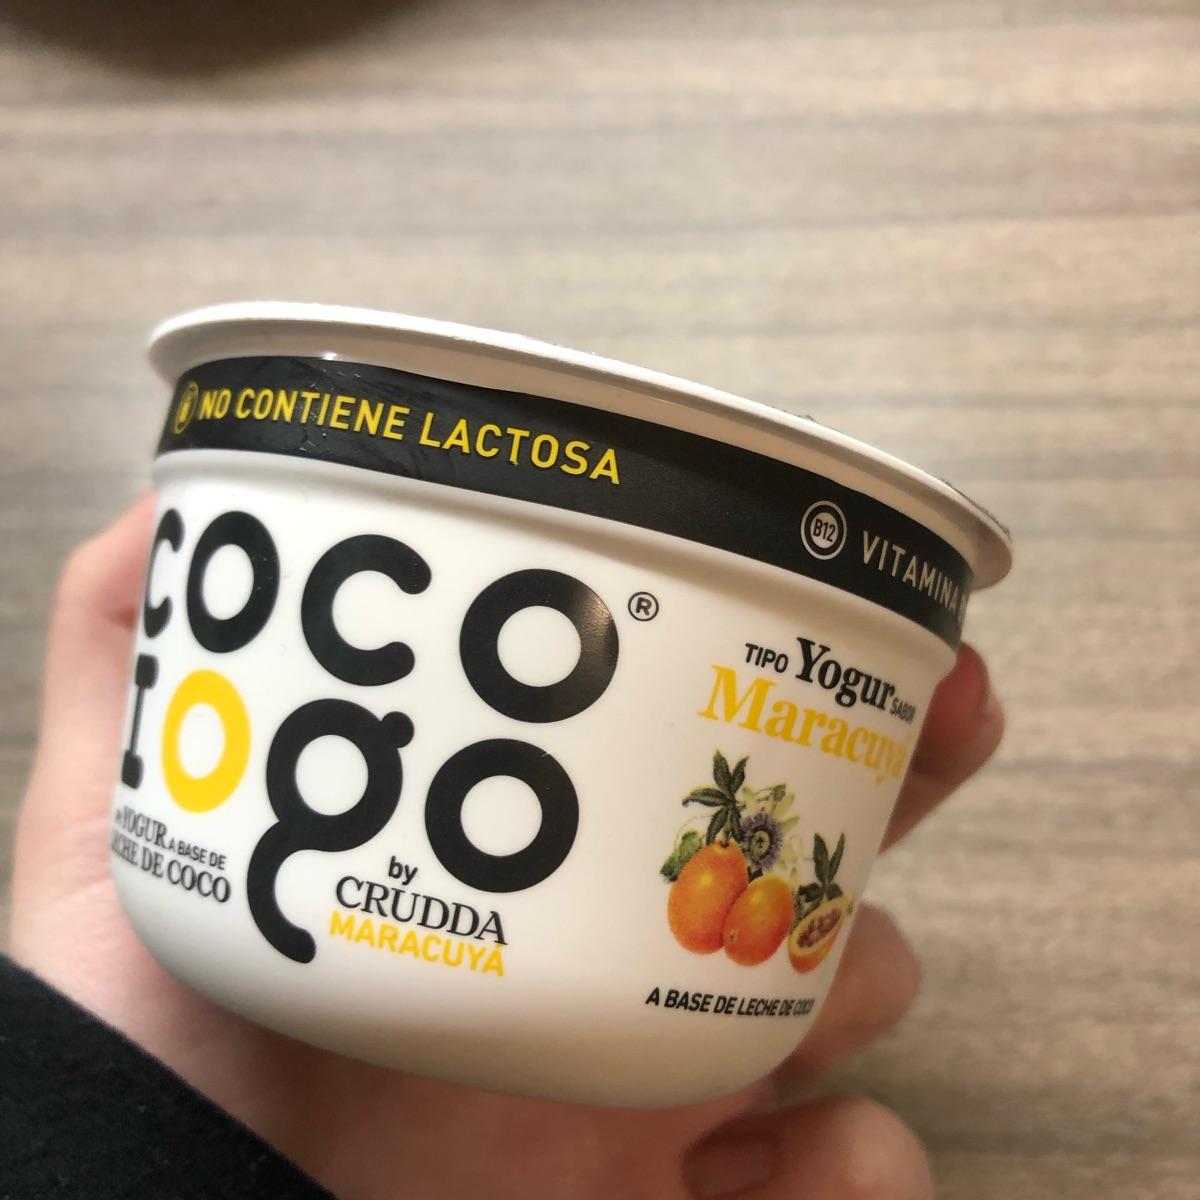 NO CONTIENE LACTOSA
B12 VITAMINA
COCO®
IOgO
YOGUR A BASE DE
LECHE DE COCO
by
CRUDDA
MARACUYÁ
TIPO Yogur SABOR
Maracuyá
A BASE DE LECHE DE COCO